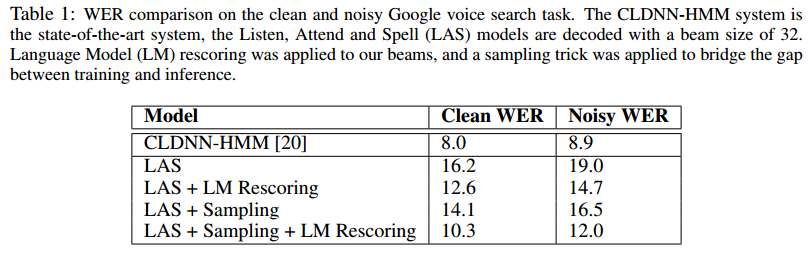 Table 1: WER comparison on the clean and noisy Google voice search task. The CLDNN-HMM system is
the state-of-the-art system, the Listen, Attend and Spell (LAS) models are decoded with a beam size of 32.
Language Model (LM) rescoring was applied to our beams, and a sampling trick was applied to bridge the gap
between training and inference.
Model Clean WER Noisy WER
CLDNN-HMM [20] 8.0 8.9
LAS 16.2 19.0
LAS + LM Rescoring 12.6 14.7
LAS + Sampling 14.1 16.5
LAS + Sampling + LM Rescoring 10.3 12.0